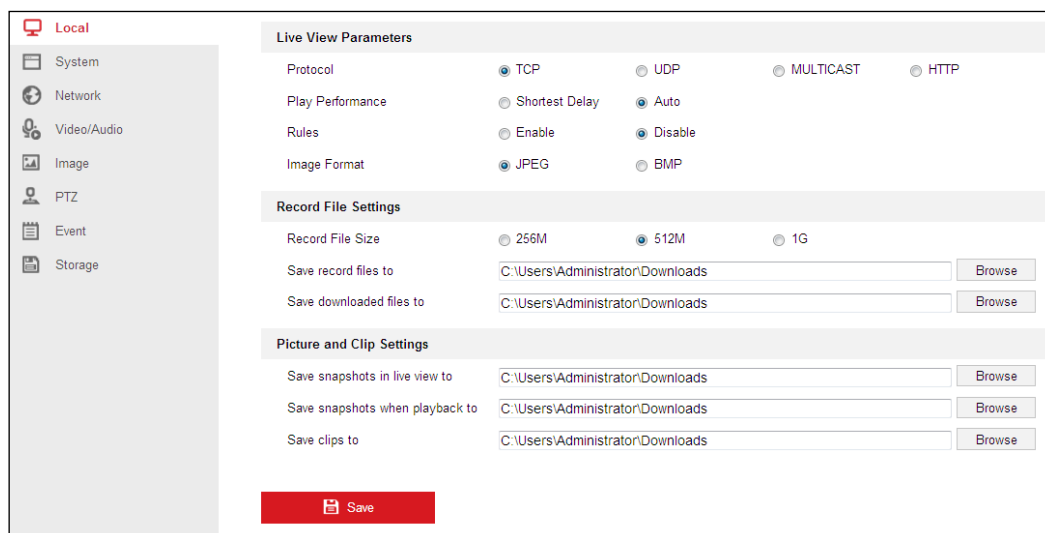 Local
System
Network
Video/Audio
Image
PTZ
Event
Storage
Live View Parameters
Protocol TCP UDP MULTICAST HTTP
Play Performance Shortest Delay Auto
Rules Enable Disable
Image Format JPEG BMP
Record File Settings
Record File Size 256M 512M 1G
Save record files to C:\Users\Administrator\Downloads Browse
Save downloaded files to C:\Users\Administrator\Downloads Browse
Picture and Clip Settings
Save snapshots in live view to C:\Users\Administrator\Downloads Browse
Save snapshots when playback to C:\Users\Administrator\Downloads Browse
Save clips to C:\Users\Administrator\Downloads Browse
Save